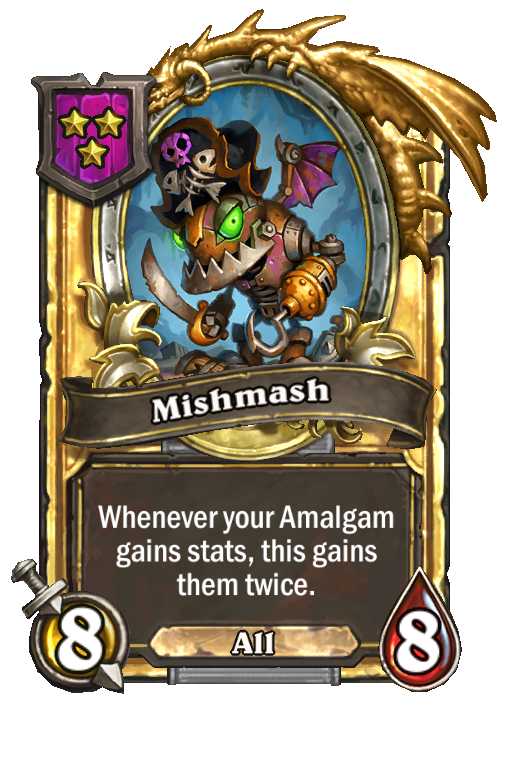 Mishmash
Whenever your Amalgam
gains stats, this gains
them twice.
8
All
8